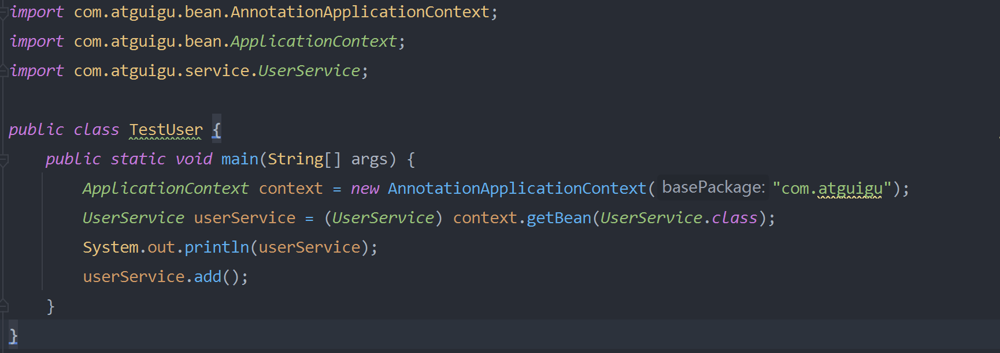 import com.atguigu.bean.AnnotationApplicationContext;
import com.atguigu.bean.ApplicationContext;
import com.atguigu.service.UserService;
public class TestUser {
public static void main(String[] args) {
ApplicationContext context = new AnnotationApplicationContext( basePackage: "com.atguigu");
UserService userService = (UserService) context.getBean(UserService.class);
System.out.println(userService);
userService.add();
}
}